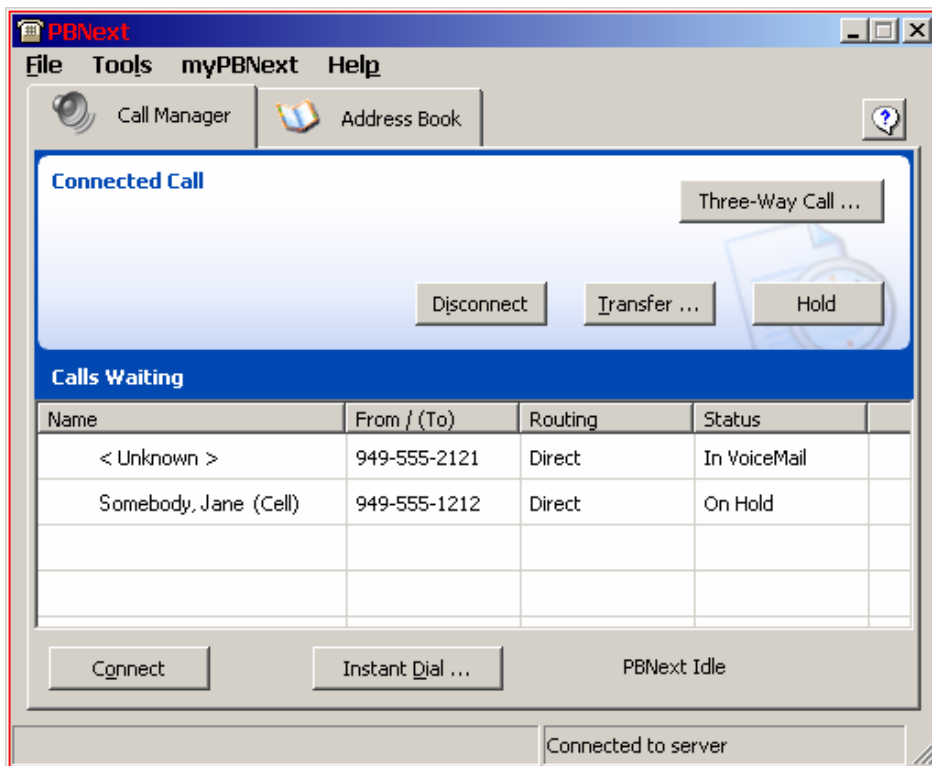 PBNext
File Tools myPBNext Help
Call Manager Address Book
Connected Call
Three-Way Call ...
Disconnect Transfer ... Hold
Calls Waiting
Name From / (To) Routing Status
< Unknown > 949-555-2121 Direct In VoiceMail
Somebody, Jane (Cell) 949-555-1212 Direct On Hold
Connect Instant Dial ... PBNext Idle
Connected to server